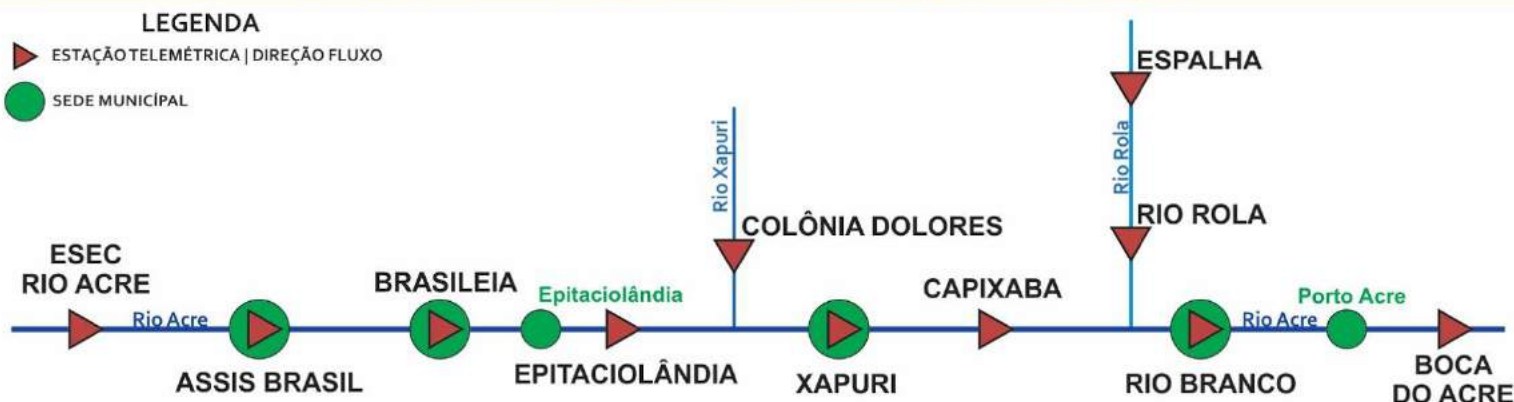 LEGENDA
ESTAÇÃO TELEMÉTRICA | DIREÇÃO FLUXO
SEDE MUNICÍPAL
ESPALHA
Rio Xapuri
Rio Rola
COLÔNIA DOLORES
RIO ROLA
ESEC
RIO ACRE
BRASILEIA
Epitaciolândia
CAPIXABA
Porto Acre
Rio Acre
Rio Acre
ASSIS BRASIL
EPITACIOLÂNDIA
XAPURI
RIO BRANCO
BOCA
DO ACRE